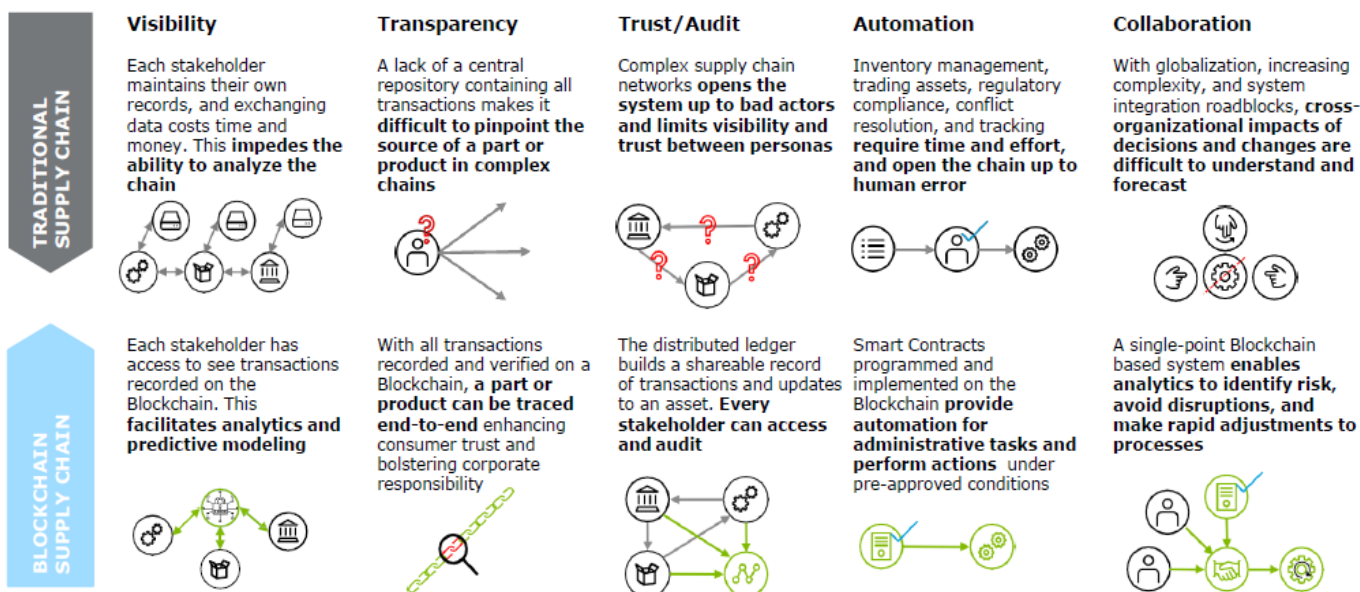 Visibility
Transparency
Trust/Audit
Automation
Collaboration
TRADITIONAL
SUPPLY CHAIN
Each stakeholder
maintains their own
records, and exchanging
data costs time and
money. This impedes the
ability to analyze the
chain
A lack of a central
repository containing all
transactions makes it
difficult to pinpoint the
source of a part or
product in complex
chains
?
Complex supply chain
networks opens the
system up to bad actors
and limits visibility and
trust between personas
?
?
?
Inventory management,
trading assets, regulatory
compliance, conflict
resolution, and tracking
require time and effort,
and open the chain up to
human error
With globalization, increasing
complexity, and system
integration roadblocks, cross-
organizational impacts of
decisions and changes are
difficult to understand and
forecast
BLOCKCHAIN
SUPPLY CHAIN
Each stakeholder has
access to see transactions
recorded on the
Blockchain. This
facilitates analytics and
predictive modeling
With all transactions
recorded and verified on a
Blockchain, a part or
product can be traced
end-to-end enhancing
consumer trust and
bolstering corporate
responsibility
The distributed ledger
builds a shareable record
of transactions and updates
to an asset. Every
stakeholder can access
and audit
Smart Contracts
programmed and
implemented on the
Blockchain provide
automation for
administrative tasks and
perform actions under
pre-approved conditions
A single-point Blockchain
based system enables
analytics to identify risk,
avoid disruptions, and
make rapid adjustments to
processes